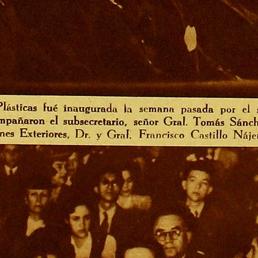 Plásticas fué inaugurada la semana pasada por el
mpañaron el subsecretario, señor Gral. Tomás Sánch
nes Exteriores, Dr. y Gral. Francisco Castillo Náje